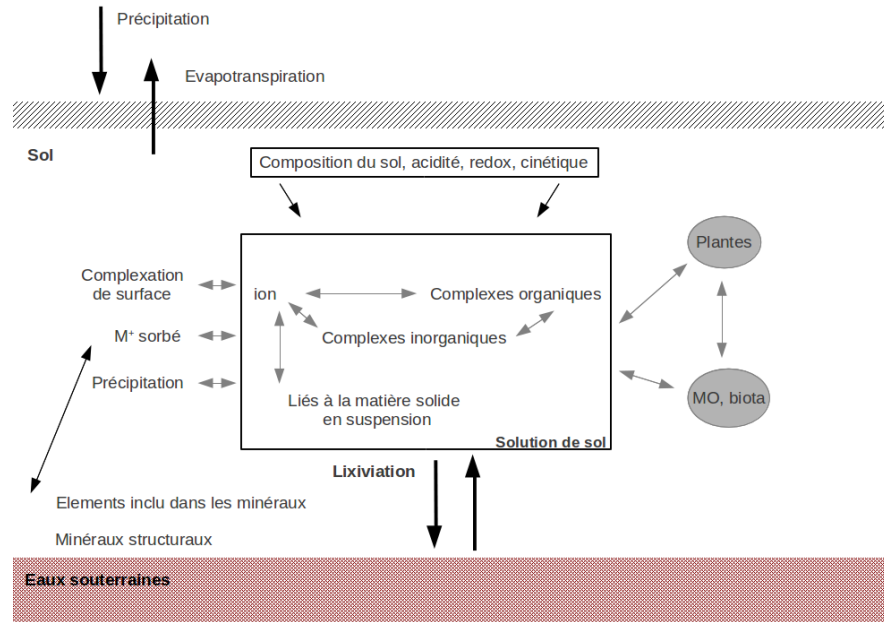 Précipitation
Evapotranspiration
Sol
Composition du sol, acidité, redox, cinétique
Plantes
Complexation
de surface
ion
Complexes organiques
M⁺ sorbé
Complexes inorganiques
Précipitation
MO, biota
Liés à la matière solide
en suspension
Solution de sol
Lixiviation
Elements inclu dans les minéraux
Minéraux structuraux
Eaux souterraines